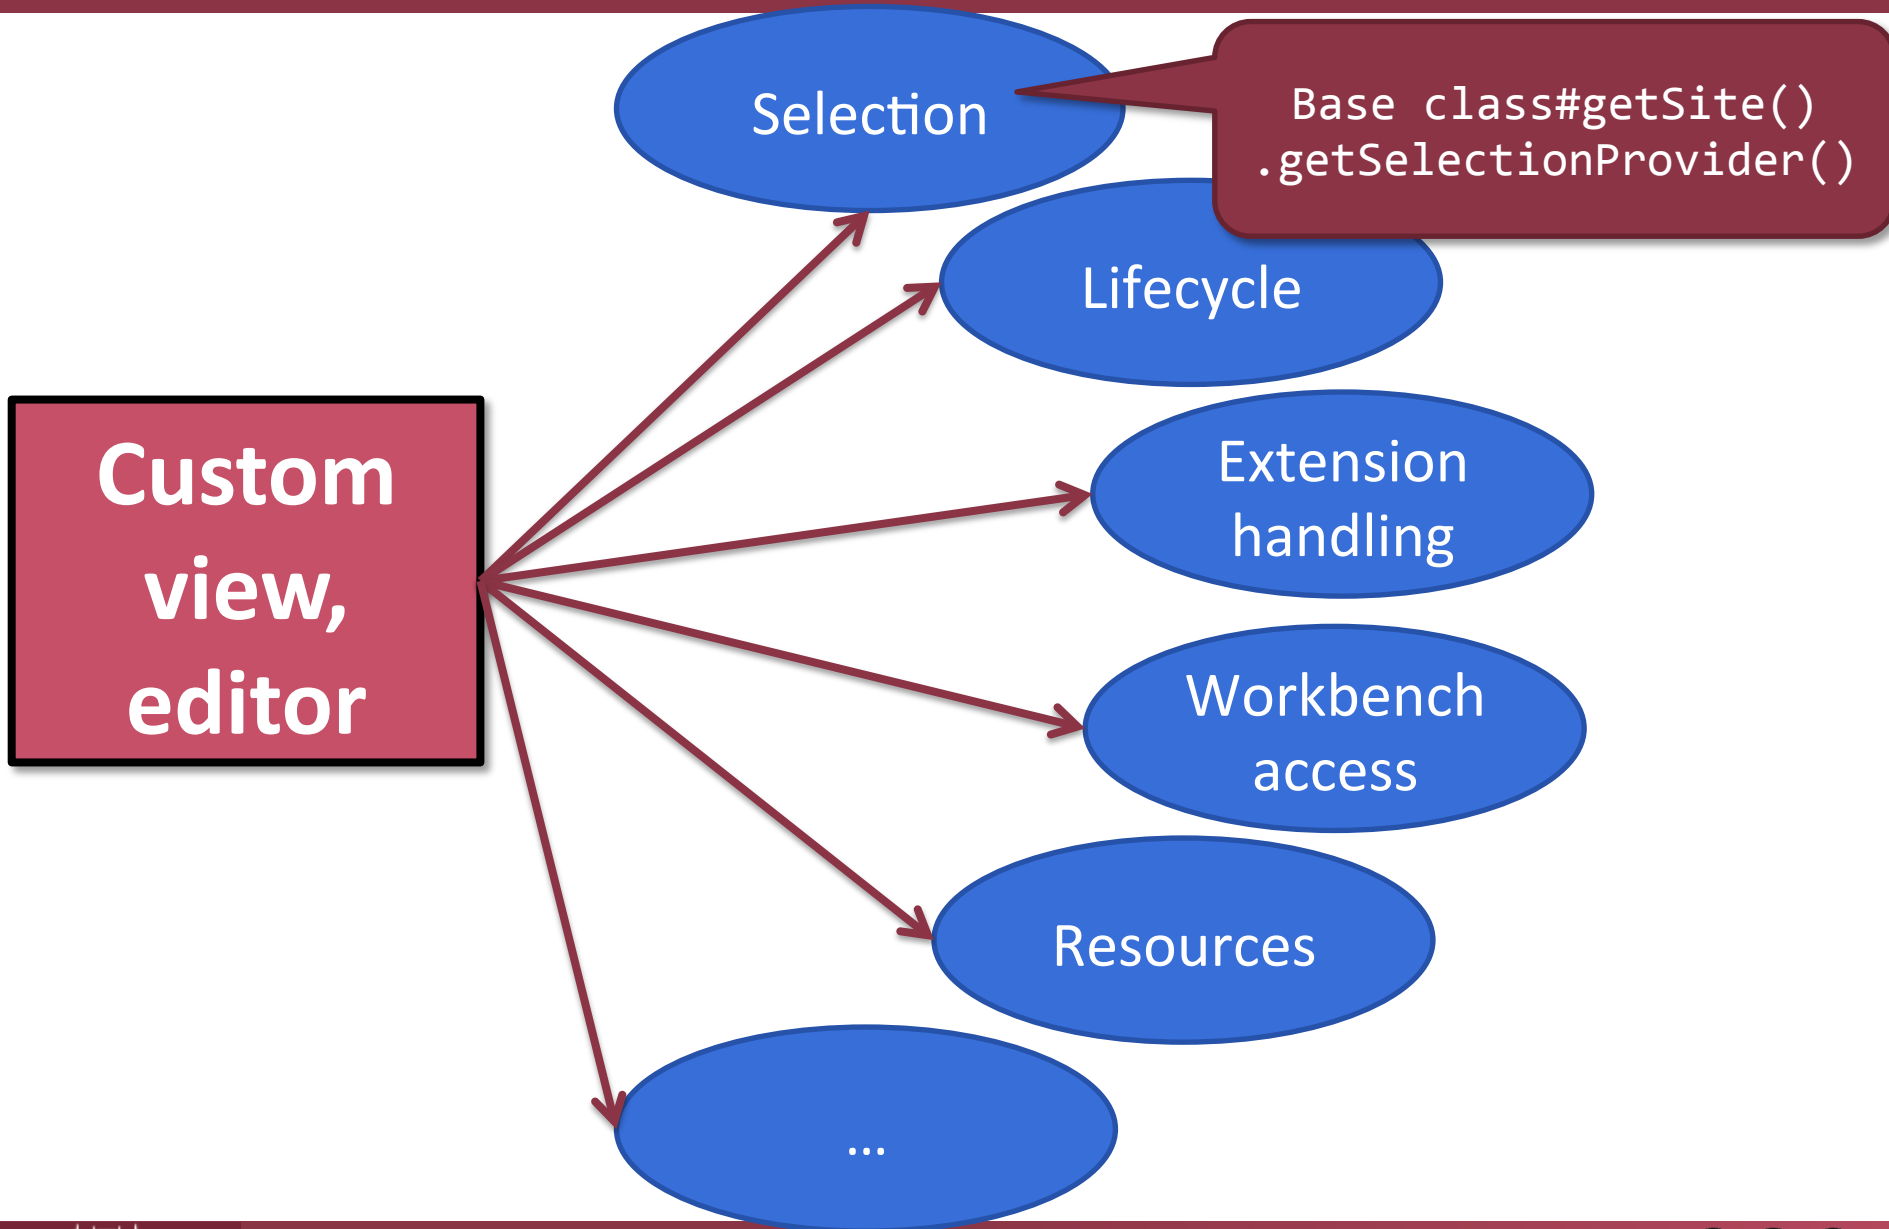 Selection
Base class#getSite()
.getSelectionProvider()
Lifecycle
Extension
handling
Custom
view,
editor
Workbench
access
Resources
...